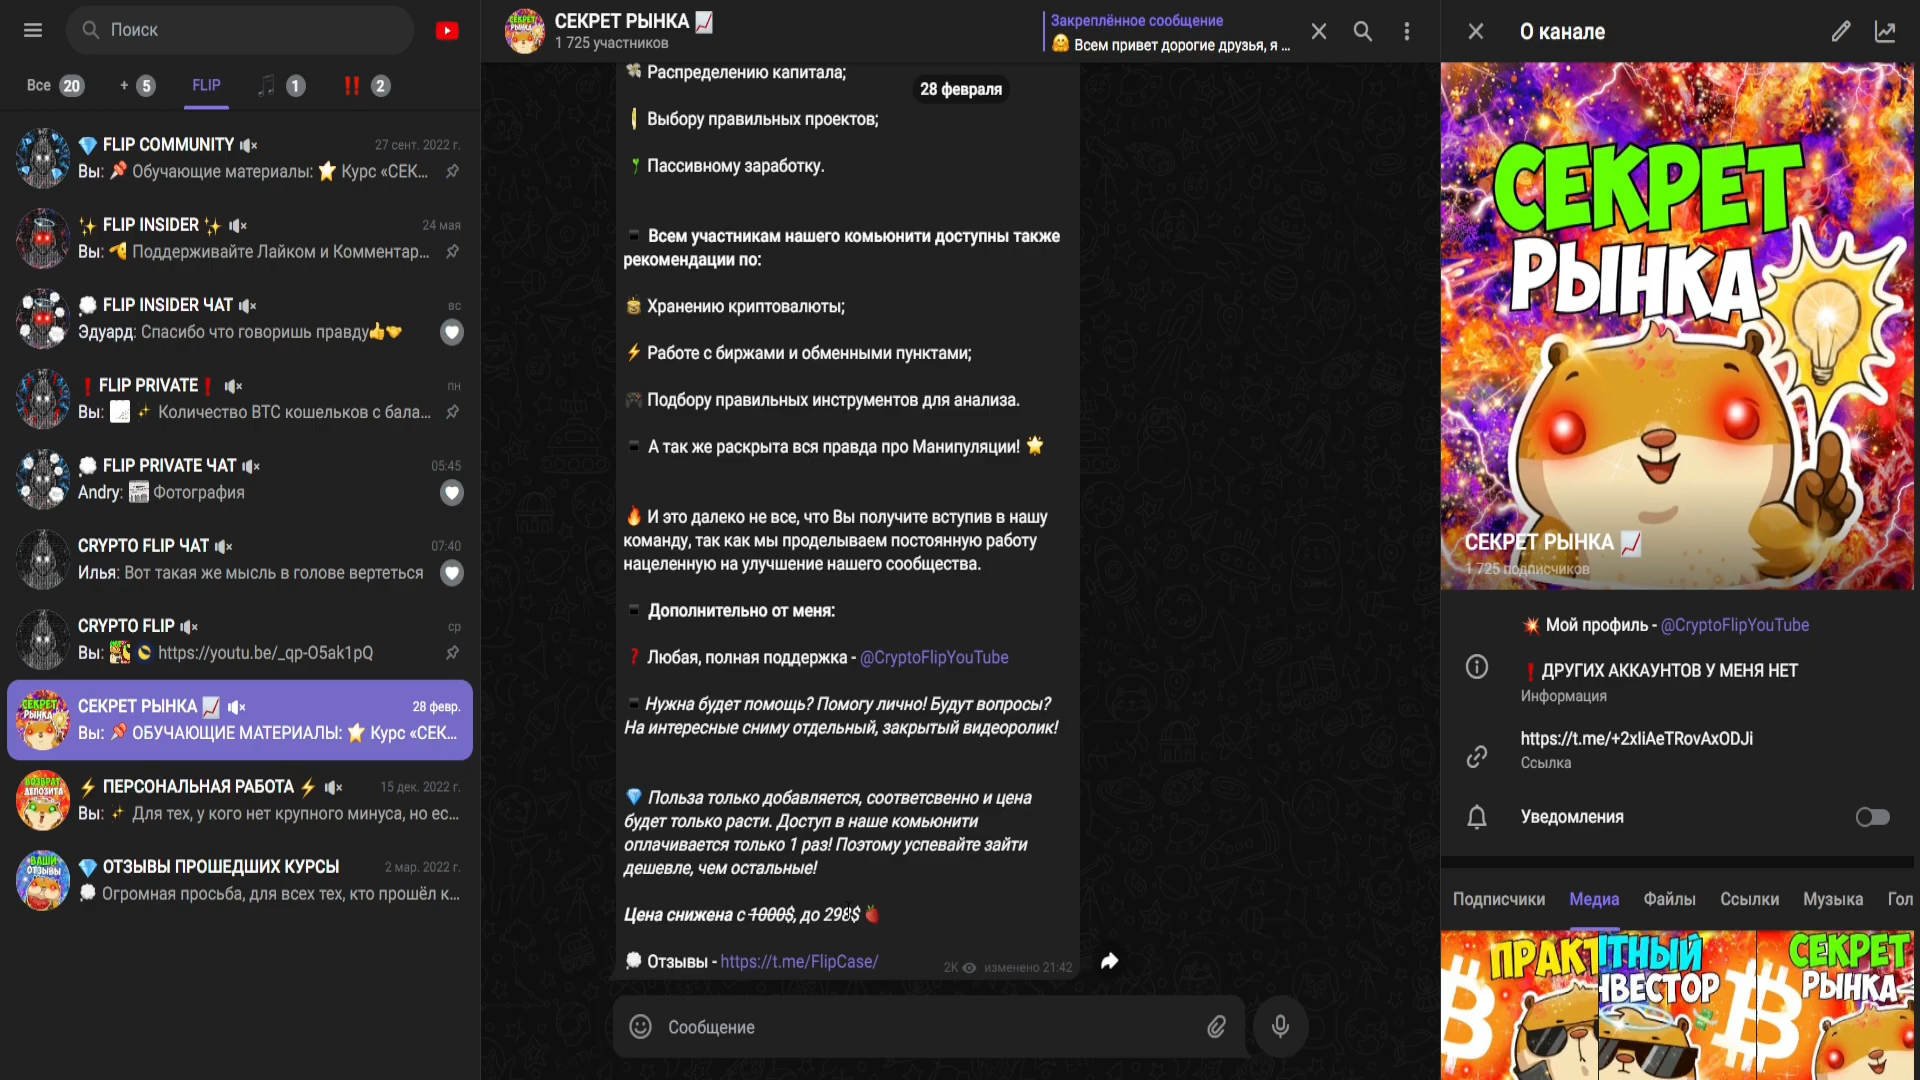 Поиск
Все 20
+ 5
FLIP
1
‼ 2
FLIP COMMUNITY
27 сент. 2022 г.
Вы: 📌 Обучающие материалы: ⭐ Курс «СЕК...
FLIP INSIDER
24 мая
Вы: Поддерживайте Лайком и Комментар...
FLIP INSIDER ЧАТ
вс
Эдуард: Спасибо что говоришь правду👍🤝
❗ FLIP PRIVATE ❗
пн
Вы: ✨ Количество BTC кошельков с бала...
FLIP PRIVATE ЧАТ
05:45
Andry: Фотография
CRYPTO FLIP ЧАТ
07:40
Илья: Вот такая же мысль в голове вертеться
CRYPTO FLIP
ср
Вы: https://youtu.be/_qp-O5ak1pQ
СЕКРЕТ РЫНКА 📈
28 февр.
Вы: 📌 ОБУЧАЮЩИЕ МАТЕРИАЛЫ: ⭐ Курс «СЕК...
⚡ ПЕРСОНАЛЬНАЯ РАБОТА ⚡
15 дек. 2022 г.
Вы: ✨ Для тех, у кого нет крупного минуса, но ес...
💎 ОТЗЫВЫ ПРОШЕДШИХ КУРСЫ
2 мар. 2022 г.
Огромная просьба, для всех тех, кто прошёл к...
СЕКРЕТ РЫНКА 📈
1 725 участников
Закреплённое сообщение
🤗 Всем привет дорогие друзья, я ...
28 февраля
💸 Распределению капитала;
Выбору правильных проектов;
🌱 Пассивному заработку.
▪ Всем участникам нашего комьюнити доступны также
рекомендации по:
Хранению криптовалюты;
⚡ Работе с биржами и обменными пунктами;
🎮 Подбору правильных инструментов для анализа.
▪ А так же раскрыта вся правда про Манипуляции! 🌟
🔥 И это далеко не все, что Вы получите вступив в нашу
команду, так как мы проделываем постоянную работу
нацеленную на улучшение нашего сообщества.
▪ Дополнительно от меня:
❓ Любая, полная поддержка - @CryptoFlipYouTube
▪ Нужна будет помощь? Помогу лично! Будут вопросы?
На интересные сниму отдельный, закрытый видеоролик!
💎 Польза только добавляется, соответсвенно и цена
будет только расти. Доступ в наше комьюнити
оплачивается только 1 раз! Поэтому успевайте зайти
дешевле, чем остальные!
Цена снижена с 1000$, до 298$ 🍓
💭 Отзывы - https://t.me/FlipCase/
2K изменено 21:42
Сообщение
О канале
СЕКРЕТ
РЫНКА
СЕКРЕТ РЫНКА 📈
1 725 подписчиков
💥 Мой профиль - @CryptoFlipYouTube
❗ ДРУГИХ АККАУНТОВ У МЕНЯ НЕТ
Информация
https://t.me/+2xliAeTRovAxODJi
Ссылка
Уведомления
Подписчики Медиа Файлы Ссылки Музыка Гол
ПРАКТ
ІТНЫЙ
НВЕСТОР
СЕКРЕТ
РЫНКА